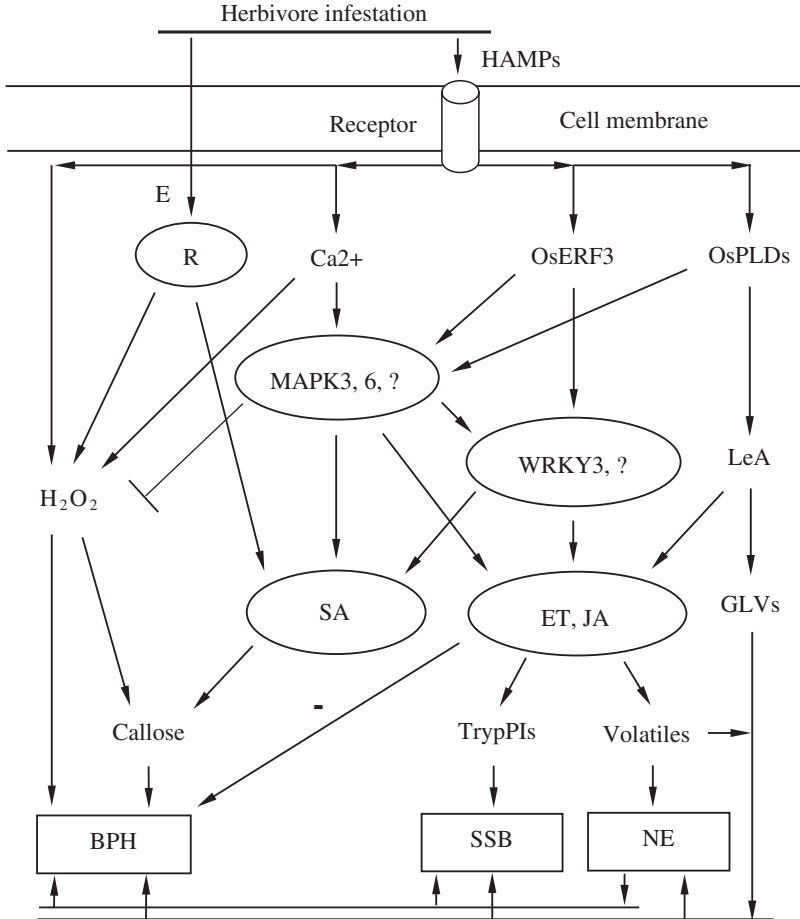 Herbivore infestation
HAMPs
Receptor
Cell membrane
E
R
Ca2+
OsERF3
OsPLDs
MAPK3, 6, ?
WRKY3, ?
LeA
H₂O₂
SA
ET, JA
GLVs
-
Callose
TrypPIs
Volatiles
BPH
SSB
NE